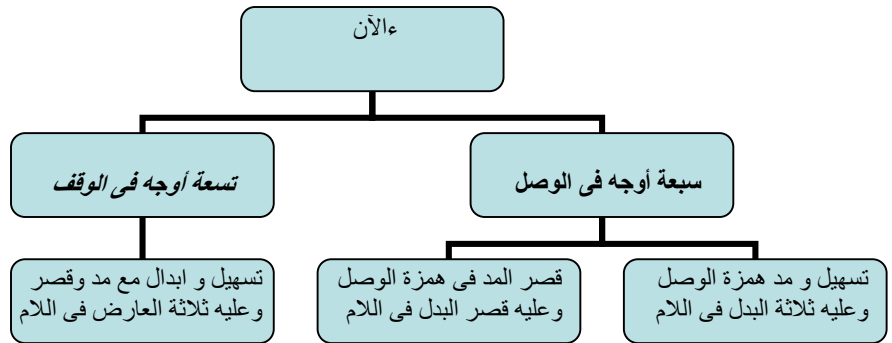 ءالآن
سبعة أوجه فى الوصل
تسعة أوجه فى الوقف
تسهيل و مد همزة الوصل
وعليه ثلاثة البدل فى اللام
قصر المد فى همزة الوصل
وعليه قصر البدل فى اللام
تسهيل و ابدال مع مد وقصر
وعليه ثلاثة العارض فى اللام